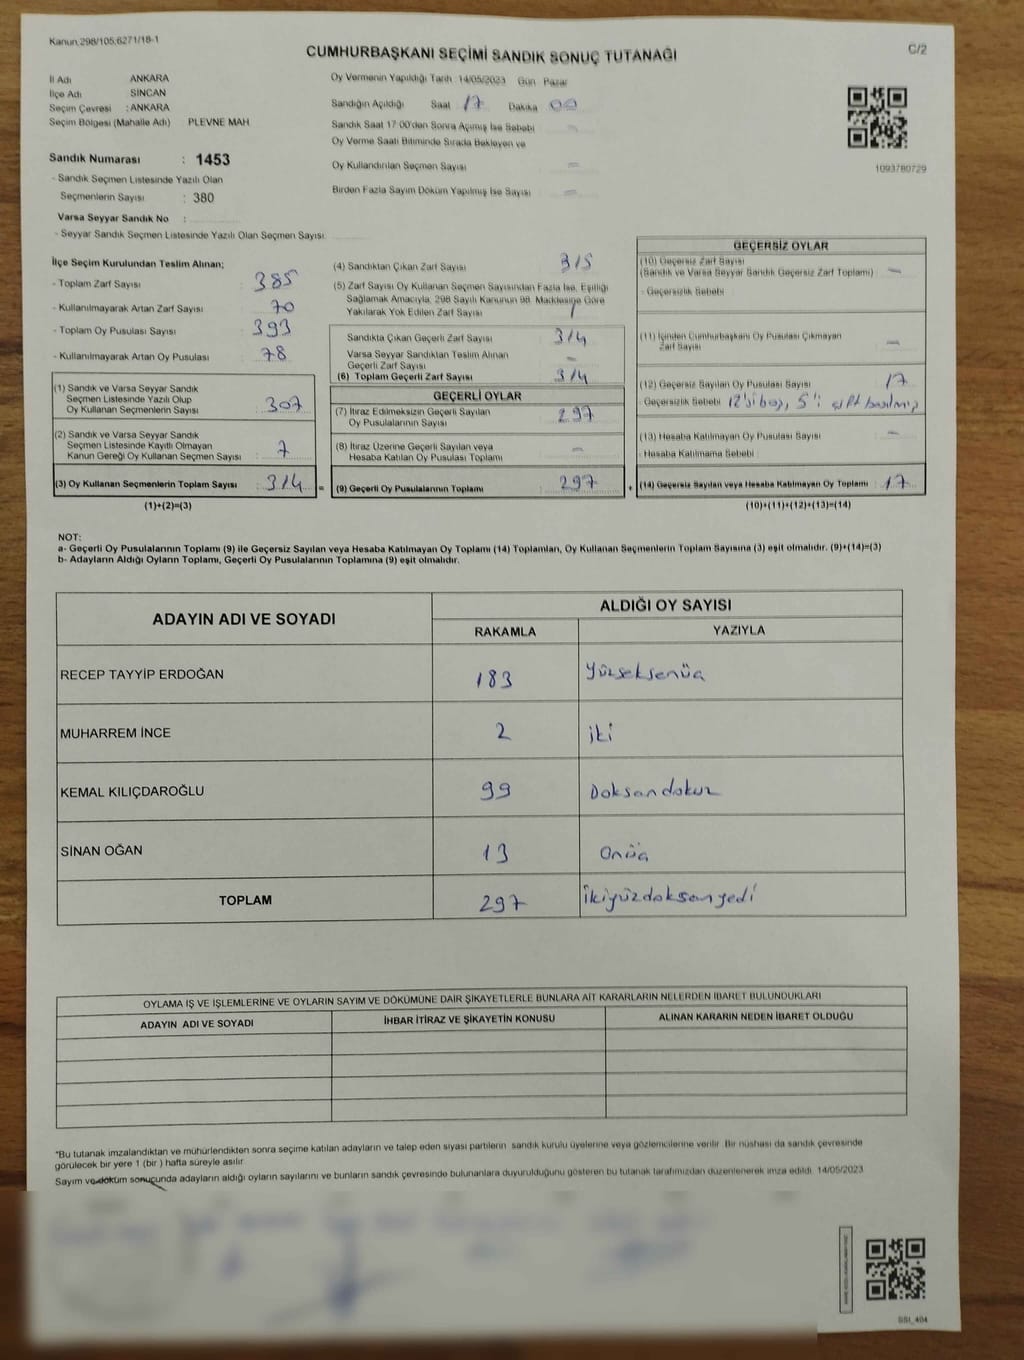 Kanun 298/105;6271/18-1
C/2
CUMHURBAŞKANI SEÇİMİ SANDIK SONUÇ TUTANAĞI
İl Adı ANKARA
İlçe Adı SİNCAN
Seçim Çevresi : ANKARA
Seçim Bölgesi (Mahalle Adı) PLEVNE MAH
Oy Vermenin Yapıldığı Tarih 14/05/2023 Gün Pazar
Sandığın Açıldığı Saat 17 Dakika 00
Sandık Saat 17 00'den Sonra Açımış İse Sebebi –
Oy Verme Saati Bitiminde Sırada Bekleyen ve
Oy Kullandırılan Seçmen Sayısı –
Birden Fazla Sayım Döküm Yapılmış İse Sayısı –
1093780729
Sandık Numarası : 1453
- Sandık Seçmen Listesinde Yazılı Olan
Seçmenlerin Sayısı : 380
Varsa Seyyar Sandık No :
- Seyyar Sandık Seçmen Listesinde Yazılı Olan Seçmen Sayısı:
İlçe Seçim Kurulundan Teslim Alınan;
- Toplam Zarf Sayısı : 385
- Kullanılmayarak Artan Zarf Sayısı : 70
- Toplam Oy Pusulası Sayısı : 393
- Kullanılmayarak Artan Oy Pusulası : 78
(1) Sandık ve Varsa Seyyar Sandık
Seçmen Listesinde Yazılı Olup
Oy Kullanan Seçmenlerin Sayısı : 307
(2) Sandık ve Varsa Seyyar Sandık
Seçmen Listesinde Kayıtlı Olmayan
Kanun Gereği Oy Kullanan Seçmen Sayısı : 7
(3) Oy Kullanan Seçmenlerin Toplam Sayısı : 314 =
(1)+(2)=(3)
(4) Sandıktan Çıkan Zarf Sayısı : 315
(5) Zarf Sayısı Oy Kullanan Seçmen Sayısından Fazla İse, Eşitliği
Sağlamak Amacıyla, 298 Sayılı Kanunun 98. Maddesine Göre
Yakılarak Yok Edilen Zarf Sayısı : 1
Sandıkta Çıkan Geçerli Zarf Sayısı : 314
Varsa Seyyar Sandıktan Teslim Alınan
Geçerli Zarf Sayısı –
(6) Toplam Geçerli Zarf Sayısı : 314
GEÇERLİ OYLAR
(7) İtiraz Edilmeksizin Geçerli Sayılan
Oy Pusulalarının Sayısı : 297
(8) İtiraz Üzerine Geçerli Sayılan veya
Hesaba Katılan Oy Pusulası Toplamı : –
(9) Geçerli Oy Pusulalarının Toplamı : 297 +
GEÇERSİZ OYLAR
(10) Geçersiz Zarf Sayısı
(Sandık ve Varsa Seyyar Sandık Geçersiz Zarf Toplamı) –
- Geçersizlik Sebebi :
(11) İçinden Cumhurbaşkanı Oy Pusulası Çıkmayan
Zarf Sayısı –
(12) Geçersiz Sayılan Oy Pusulası Sayısı : 17
- Geçersizlik Sebebi 12'si boş, 5'i çift basılmış
(13) Hesaba Katılmayan Oy Pusulası Sayısı : –
- Hesaba Katılmama Sebebi :
(14) Geçersiz Sayılan veya Hesaba Katılmayan Oy Toplamı : 17
(10)+(11)+(12)+(13)=(14)
NOT:
a- Geçerli Oy Pusulalarının Toplamı (9) ile Geçersiz Sayılan veya Hesaba Katılmayan Oy Toplamı (14) Toplamları, Oy Kullanan Seçmenlerin Toplam Sayısına (3) eşit olmalıdır. (9)+(14)=(3)
b- Adayların Aldığı Oyların Toplamı, Geçerli Oy Pusulalarının Toplamına (9) eşit olmalıdır.
ADAYIN ADI VE SOYADI
ALDIĞI OY SAYISI
RAKAMLA YAZIYLA
RECEP TAYYİP ERDOĞAN 183 Yüzseksenüç
MUHARREM İNCE 2 iki
KEMAL KILIÇDAROĞLU 99 Doksandokuz
SİNAN OĞAN 13 Onüç
TOPLAM 297 ikiyüzdoksanyedi
OYLAMA İŞ VE İŞLEMLERİNE VE OYLARIN SAYIM VE DÖKÜMÜNE DAİR ŞİKAYETLERLE BUNLARA AİT KARARLARIN NELERDEN İBARET BULUNDUKLARI
ADAYIN ADI VE SOYADI İHBAR İTİRAZ VE ŞİKAYETİN KONUSU ALINAN KARARIN NEDEN İBARET OLDUĞU
*Bu tutanak imzalandıktan ve mühürlendikten sonra seçime katılan adayların ve talep eden siyasi partilerin sandık kurulu üyelerine veya gözlemcilerine verilir. Bir nüshası da sandık çevresinde
görülecek bir yere 1 (bir ) hafta süreyle asılır.
Sayım ve döküm sonucunda adayların aldığı oyların sayılarını ve bunların sandık çevresinde bulunanlara duyurulduğunu gösteren bu tutanak tarafımızdan düzenlenerek imza edildi. 14/05/2023
SSI_404